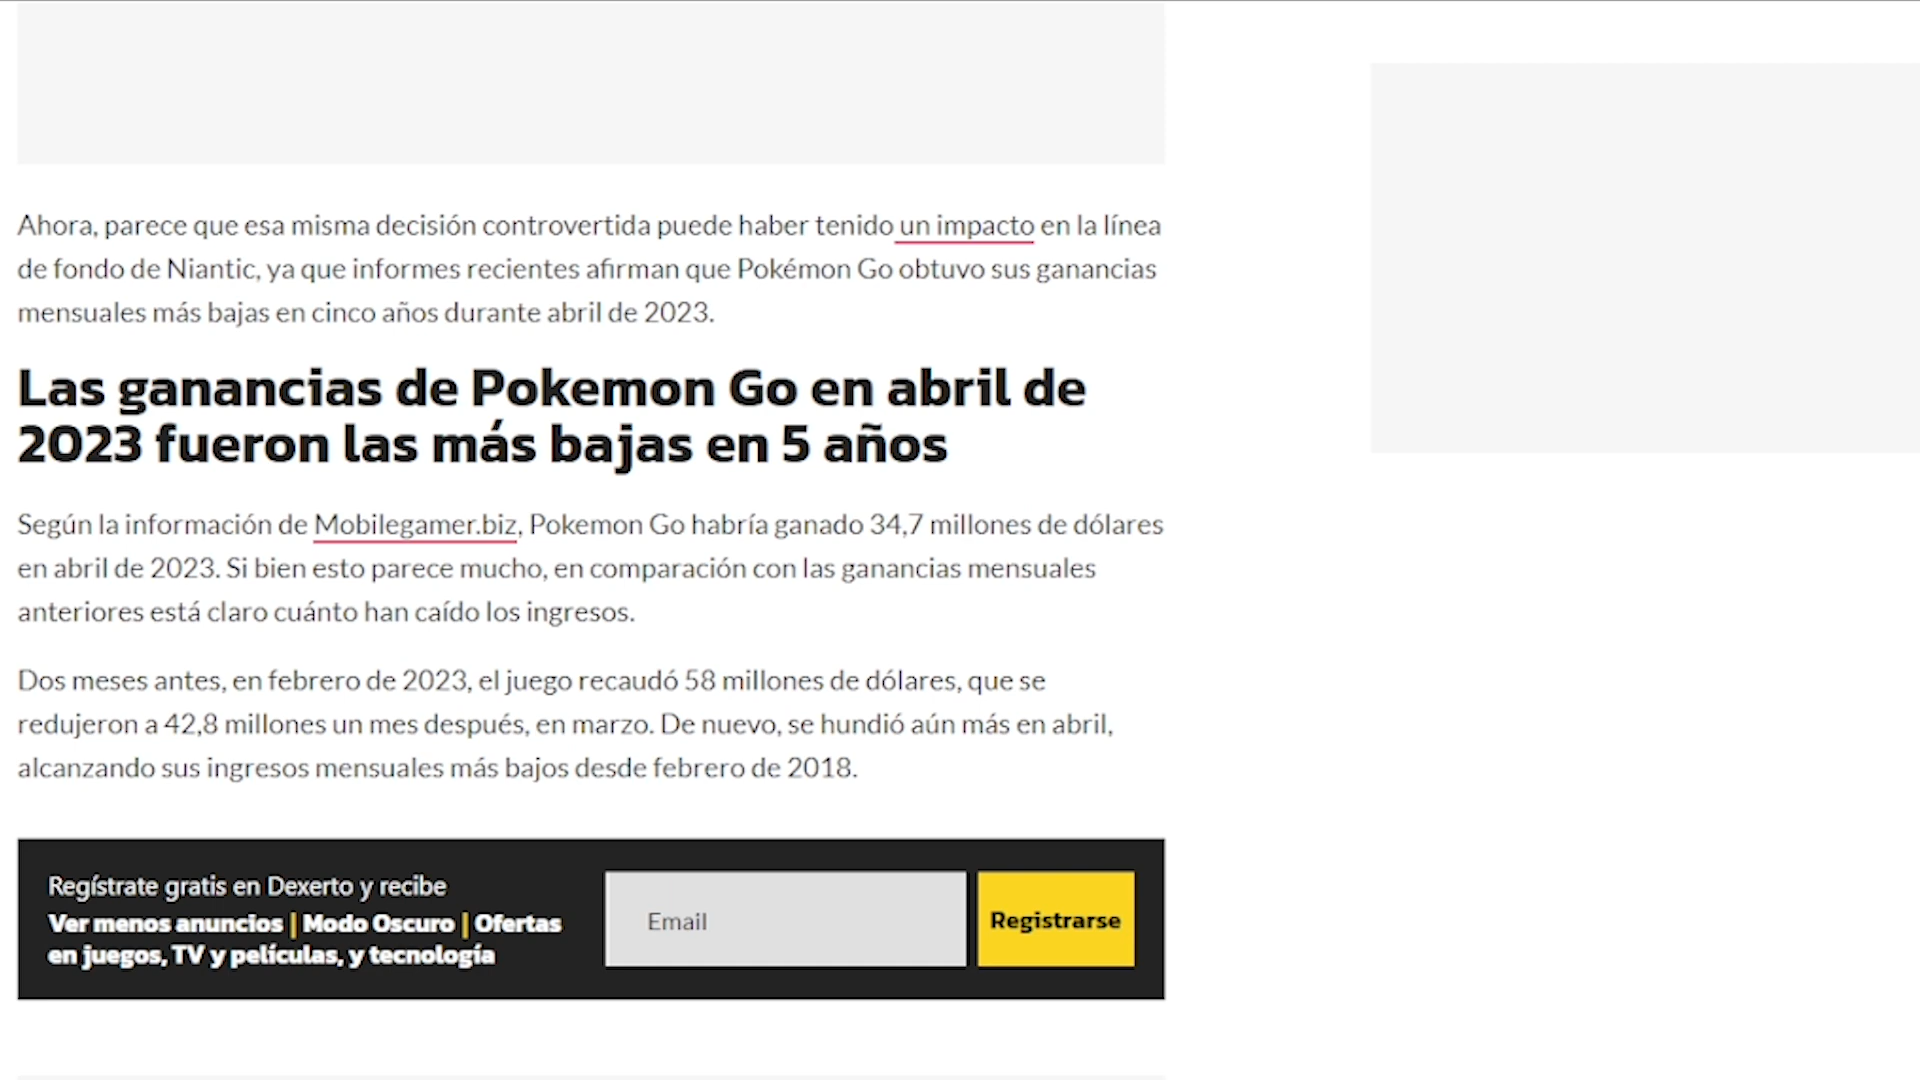 Ahora, parece que esa misma decisión controvertida puede haber tenido un impacto en la línea
de fondo de Niantic, ya que informes recientes afirman que Pokémon Go obtuvo sus ganancias
mensuales más bajas en cinco años durante abril de 2023.
Las ganancias de Pokemon Go en abril de
2023 fueron las más bajas en 5 años
Según la información de Mobilegamer.biz, Pokemon Go habría ganado 34,7 millones de dólares
en abril de 2023. Si bien esto parece mucho, en comparación con las ganancias mensuales
anteriores está claro cuánto han caído los ingresos.
Dos meses antes, en febrero de 2023, el juego recaudó 58 millones de dólares, que se
redujeron a 42,8 millones un mes después, en marzo. De nuevo, se hundió aún más en abril,
alcanzando sus ingresos mensuales más bajos desde febrero de 2018.
Regístrate gratis en Dexerto y recibe
Ver menos anuncios | Modo Oscuro | Ofertas
en juegos, TV y películas, y tecnología
Email
Registrarse